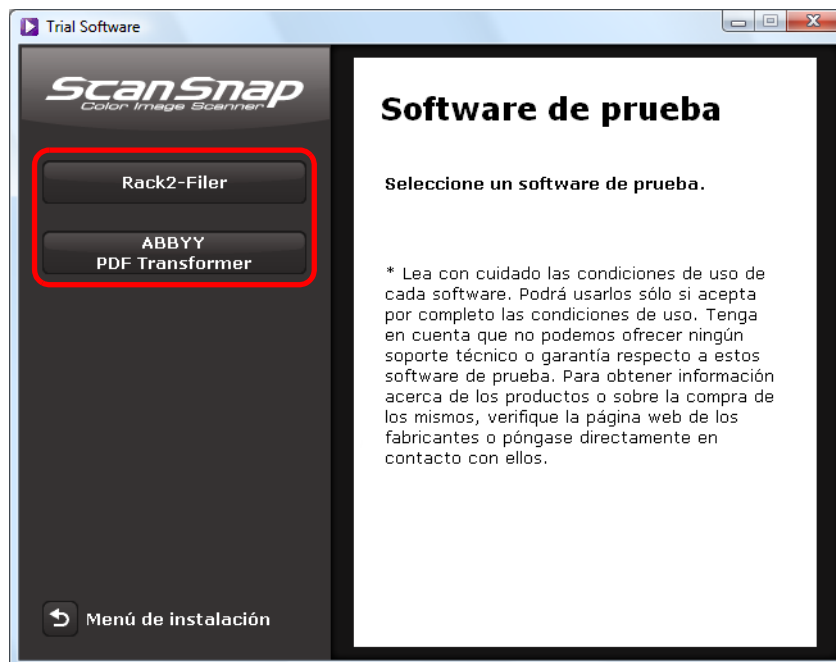 Trial Software
ScanSnap
Color Image Scanner
Rack2-Filer
ABBYY
PDF Transformer
Menú de instalación
Software de prueba
Seleccione un software de prueba.
* Lea con cuidado las condiciones de uso de
cada software. Podrá usarlos sólo si acepta
por completo las condiciones de uso. Tenga
en cuenta que no podemos ofrecer ningún
soporte técnico o garantía respecto a estos
software de prueba. Para obtener información
acerca de los productos o sobre la compra de
los mismos, verifique la página web de los
fabricantes o póngase directamente en
contacto con ellos.